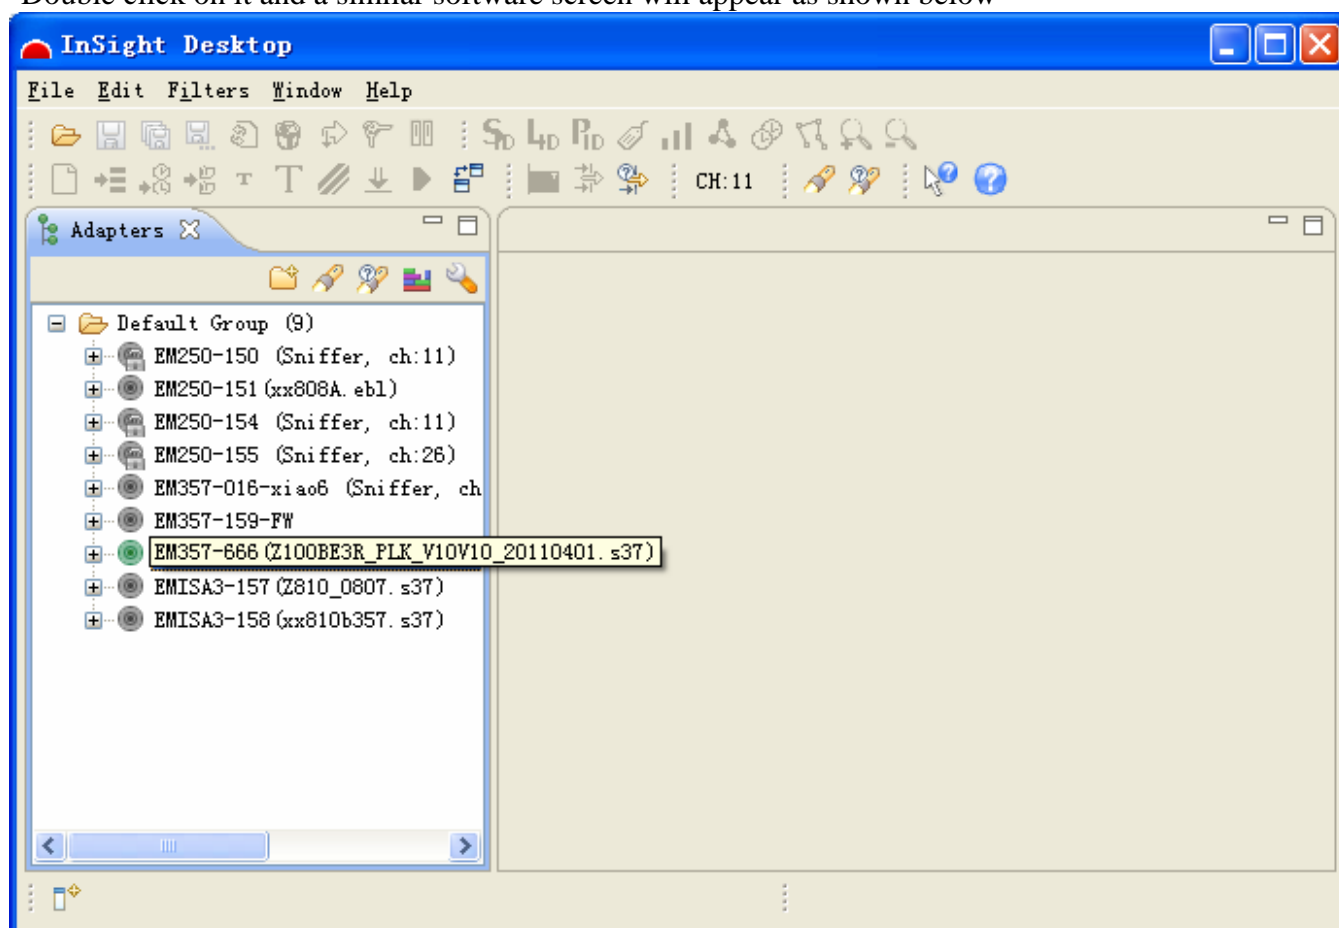 Double click on it and a similar software screen will appear as shown below
InSight Desktop
File Edit Filters Window Help
SD LD PID
T T CH:11
Adapters
Default Group (9)
EM250-150 (Sniffer, ch:11)
EM250-151(xx808A.ebl)
EM250-154 (Sniffer, ch:11)
EM250-155 (Sniffer, ch:26)
EM357-016-xiao6 (Sniffer, ch
EM357-159-FW
EM357-666(Z100BE3R_PLK_V10V10_20110401.s37)
EMISA3-157(Z810_0807.s37)
EMISA3-158(xx810b357.s37)